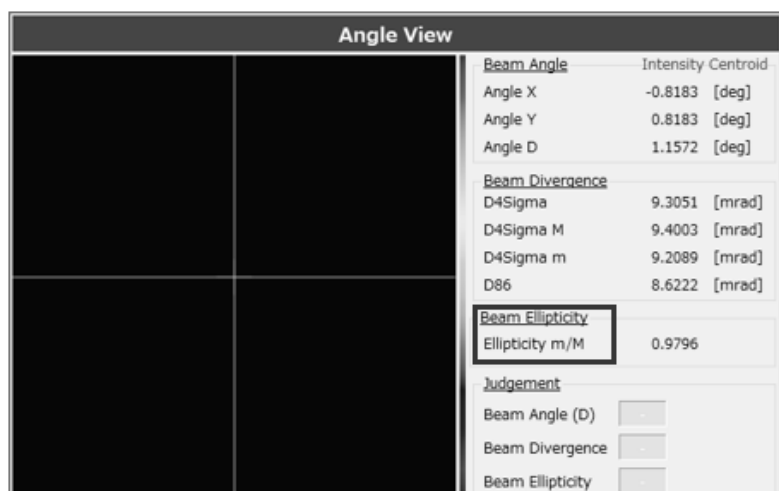 Angle View
Beam Angle Intensity Centroid
Angle X -0.8183 [deg]
Angle Y 0.8183 [deg]
Angle D 1.1572 [deg]
Beam Divergence
D4Sigma 9.3051 [mrad]
D4Sigma M 9.4003 [mrad]
D4Sigma m 9.2089 [mrad]
D86 8.6222 [mrad]
Beam Ellipticity
Ellipticity m/M 0.9796
Judgement
Beam Angle (D) -
Beam Divergence -
Beam Ellipticity -